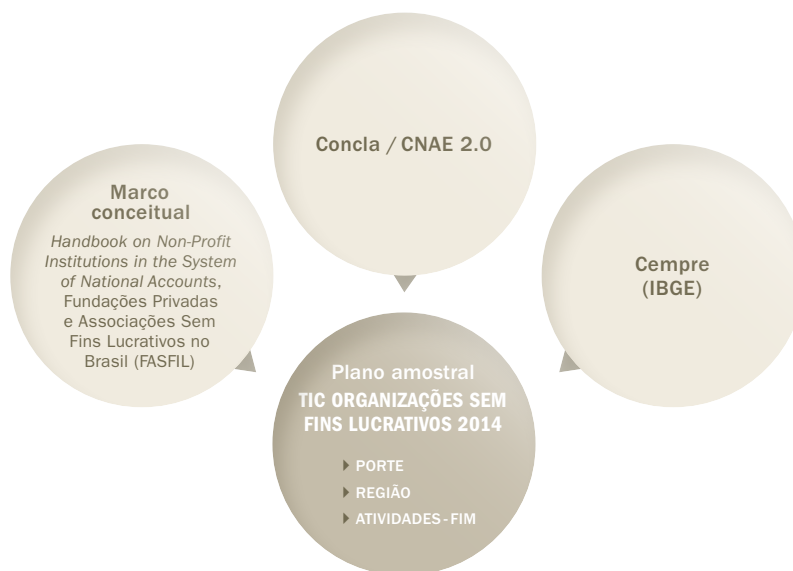 Concla / CNAE 2.0
Marco
conceitual
Handbook on Non-Profit
Institutions in the System
of National Accounts,
Fundações Privadas
e Associações Sem
Fins Lucrativos no
Brasil (FASFIL)
Cempre
(IBGE)
Plano amostral
TIC ORGANIZAÇÕES SEM
FINS LUCRATIVOS 2014
PORTE
REGIÃO
ATIVIDADES-FIM